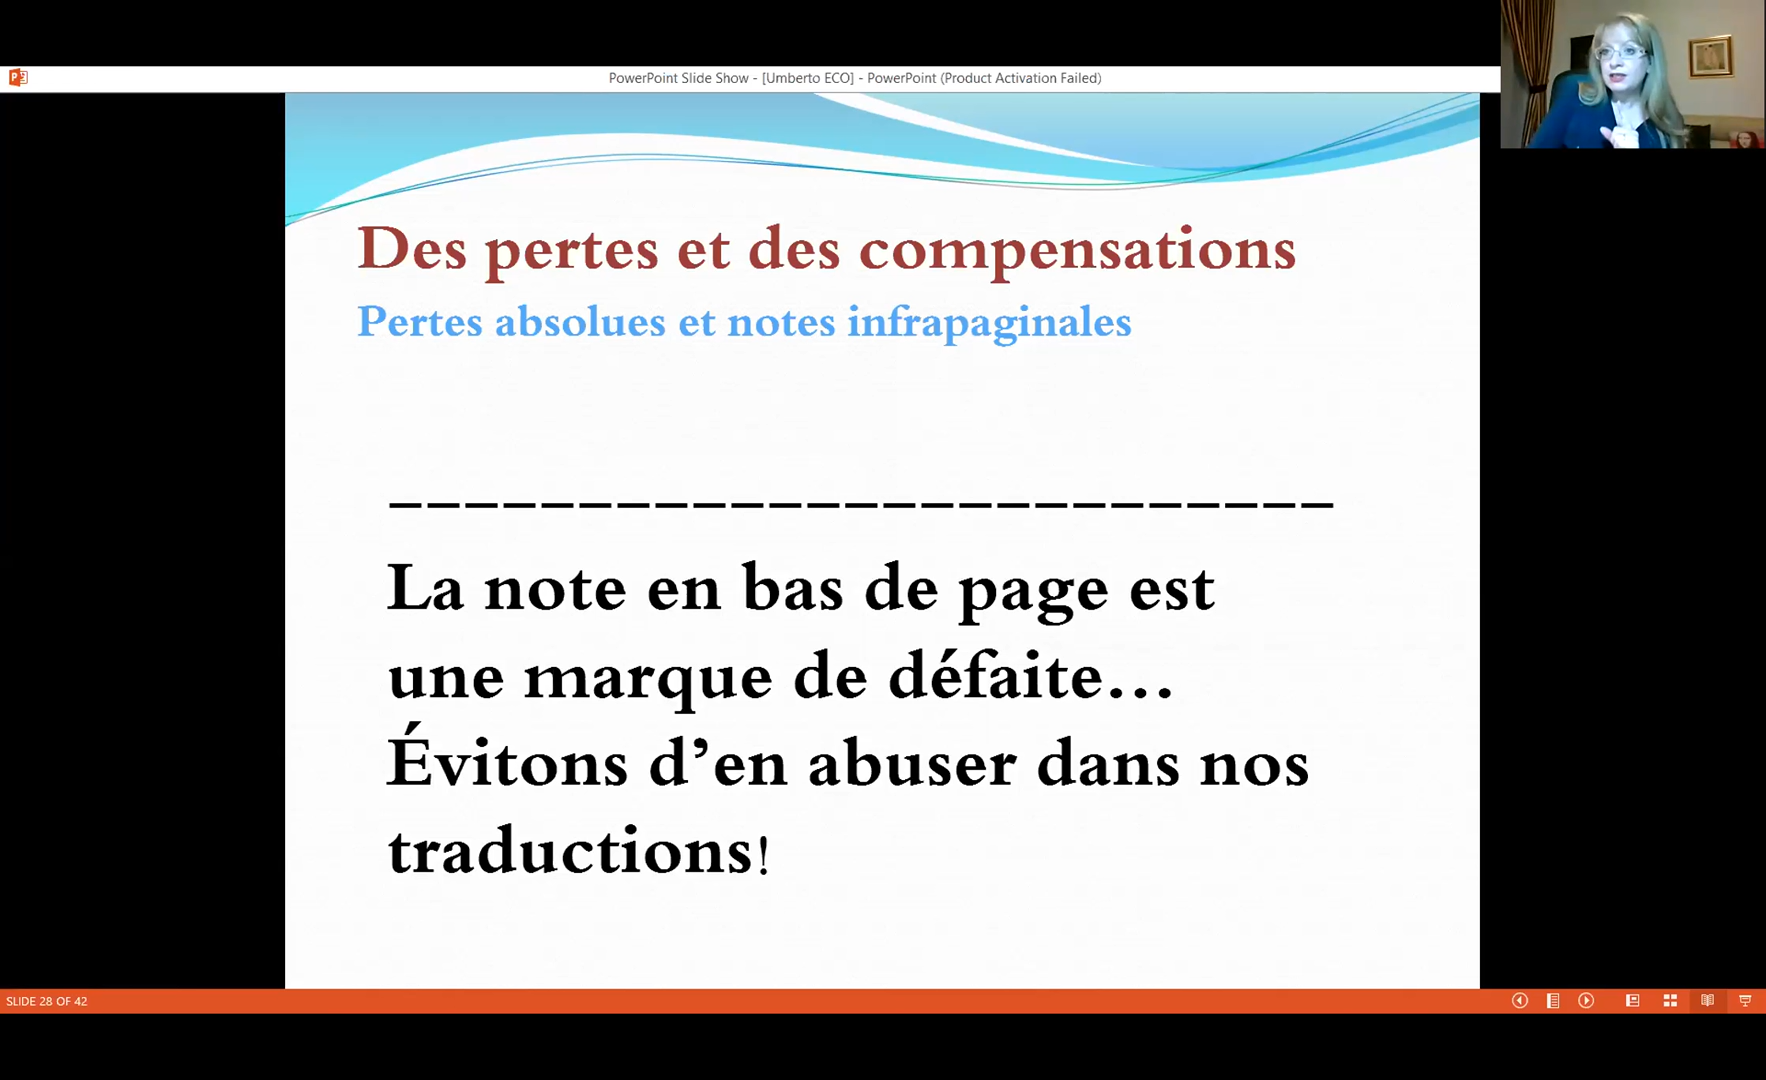 PowerPoint Slide Show - [Umberto ECO] - PowerPoint (Product Activation Failed)
Des pertes et des compensations
Pertes absolues et notes infrapaginales
La note en bas de page est
une marque de défaite…
Évitons d’en abuser dans nos
traductions!
SLIDE 28 OF 42